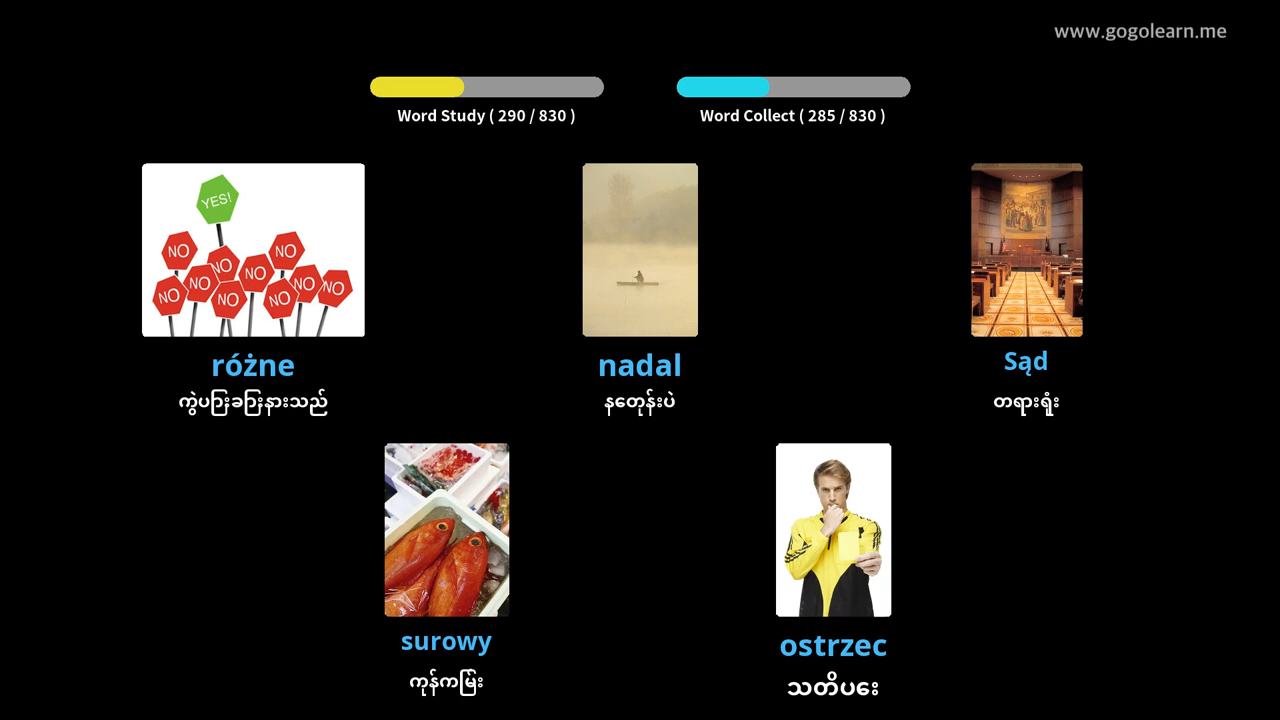 www.gogolearn.me
Word Study ( 290 / 830 )
Word Collect ( 285 / 830 )
YES!
NO
NO
NO
NO
NO
NO
NO
NO
NO
NO
różne
nadal
Sąd
ကွဲပြားခြားနားသည်
နေတုန်းပဲ
တရားရုံး
surowy
ostrzec
ကုန်ကြမ်း
သတိပေး